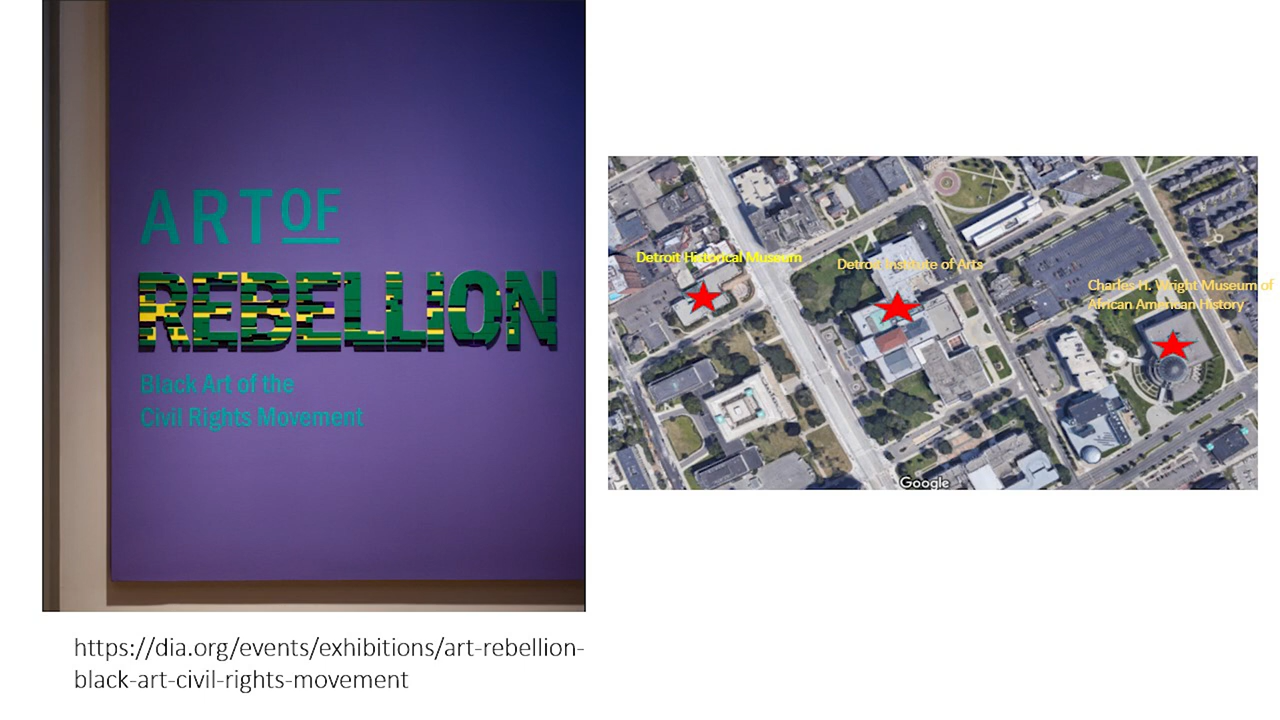 ART OF
REBELLION
Black Art of the
Civil Rights Movement
Detroit Historical Museum
Detroit Institute of Arts
Charles H. Wright Museum of
African American History
Google
https://dia.org/events/exhibitions/art-rebellion-
black-art-civil-rights-movement